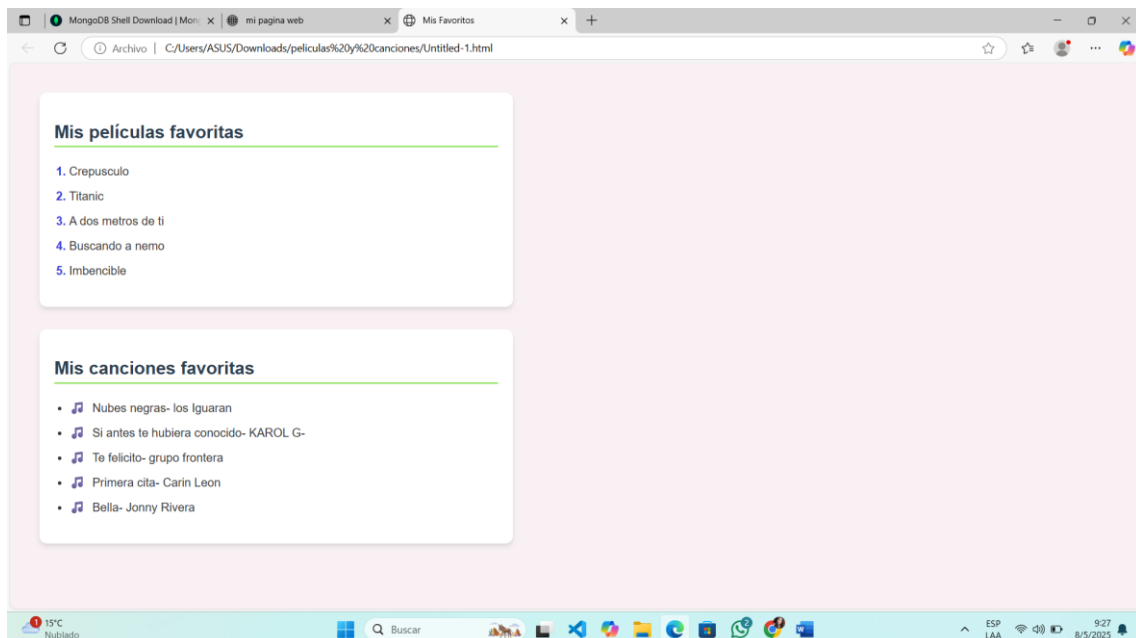 MongoDB Shell Download | Mon
mi pagina web
Mis Favoritos
Archivo | C:/Users/ASUS/Downloads/peliculas%20y%20canciones/Untitled-1.html
Mis películas favoritas
1. Crepusculo
2. Titanic
3. A dos metros de ti
4. Buscando a nemo
5. Imbencible
Mis canciones favoritas
• 🎵 Nubes negras- los Iguaran
• 🎵 Si antes te hubiera conocido- KAROL G-
• 🎵 Te felicito- grupo frontera
• 🎵 Primera cita- Carin Leon
• 🎵 Bella- Jonny Rivera
1 15°C
Nublado
Buscar
2
ESP
LAA
9:27
8/5/2025